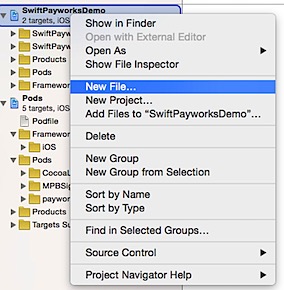 SwiftPayworksDemo
2 targets, iOS
SwiftPayw
SwiftPayw
Products
Pods
Framewor
Pods
5 targets, iOS
Podfile
Framewor
iOS
Pods
CocoaL
MPBSig
paywor
Products
Targets Su
Show in Finder
Open with External Editor
Open As
Show File Inspector
New File...
New Project...
Add Files to “SwiftPayworksDemo”...
Delete
New Group
New Group from Selection
Sort by Name
Sort by Type
Find in Selected Groups...
Source Control
Project Navigator Help